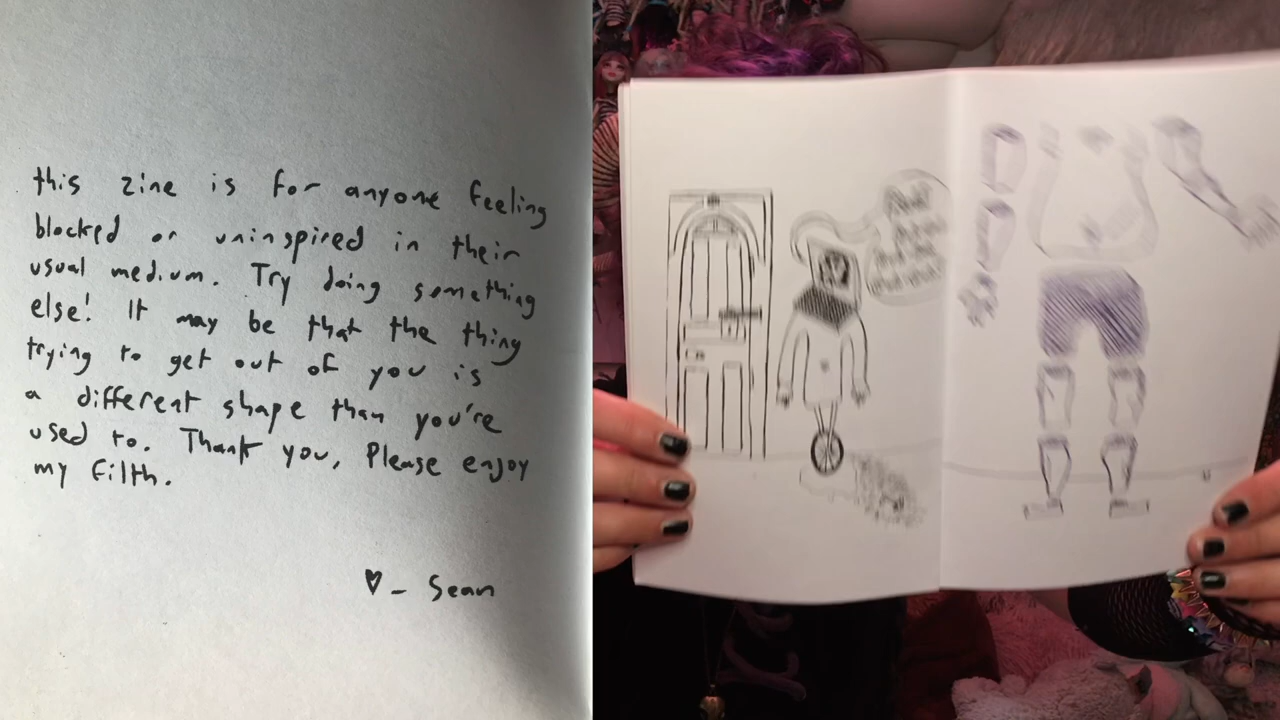 this zine is for anyone feeling
blocked or uninspired in their
usual medium. Try doing something
else! It may be that the thing
trying to get out of you is
a different shape than you're
used to. Thank you, Please enjoy
my filth.
♥ - Sean